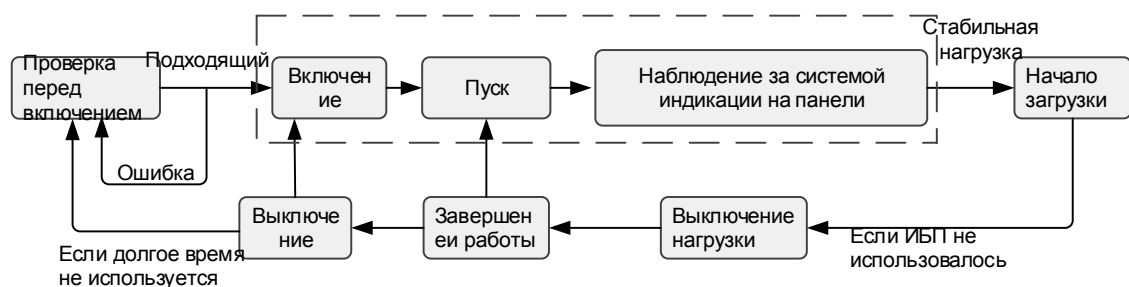 Стабильная
нагрузка
Подходящий
Проверка
перед
включением
Включен
ие
Пуск
Наблюдение за системой
индикации на панели
Начало
загрузки
Ошибка
Выключе
ние
Завершен
еи работы
Выключение
нагрузки
Если ИБП не
использовалось
Если долгое время
не используется